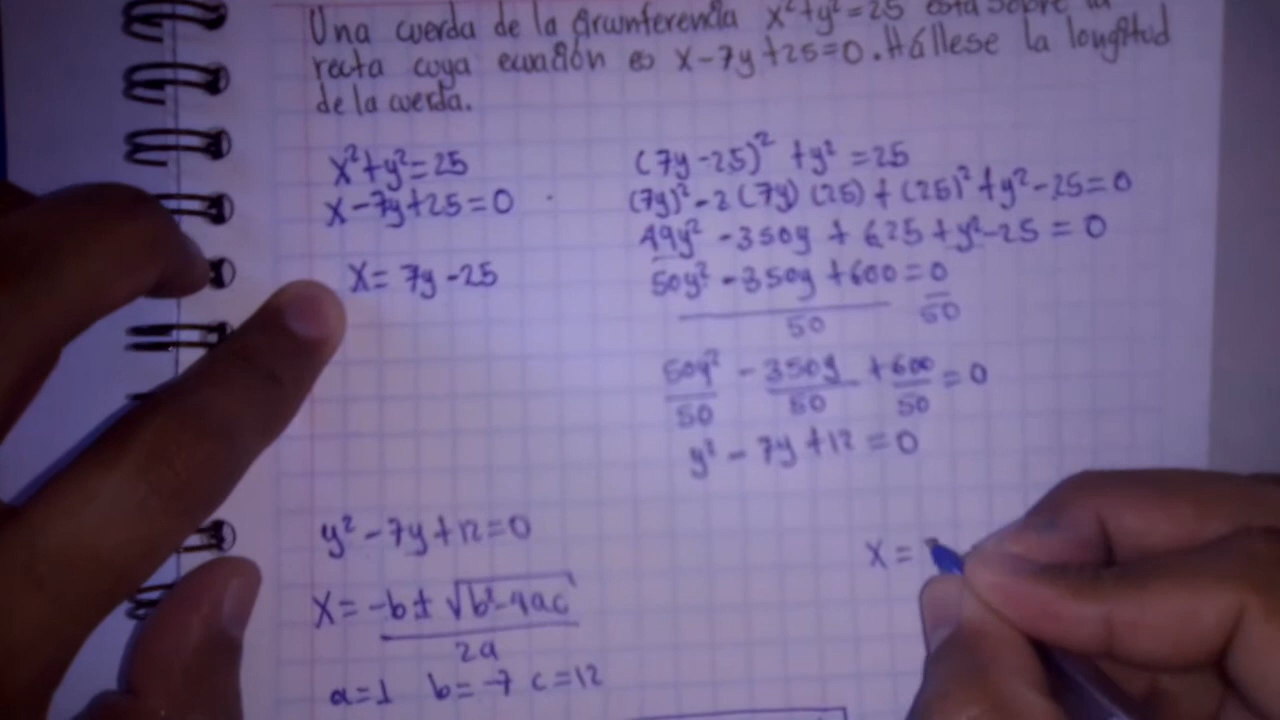 Una cuerda de la circunferencia x²+y²=25 está sobre la
recta cuya ecuación es x-7y+25=0. Hállese la longitud
de la cuerda.
x²+y²=25
x-7y+25=0
x= 7y-25
(7y-25)² +y² =25
(7y)²-2(7y)(25)+(25)²+y²-25=0
49y² -350y + 625+y²-25=0
50y² -350y+600=0
50 50
50y² - 350y +600 =0
50 50 50
y² - 7y+12=0
y²-7y+12=0
X= -b± √b²-4ac
2a
a=1 b=-7 c=12
X =